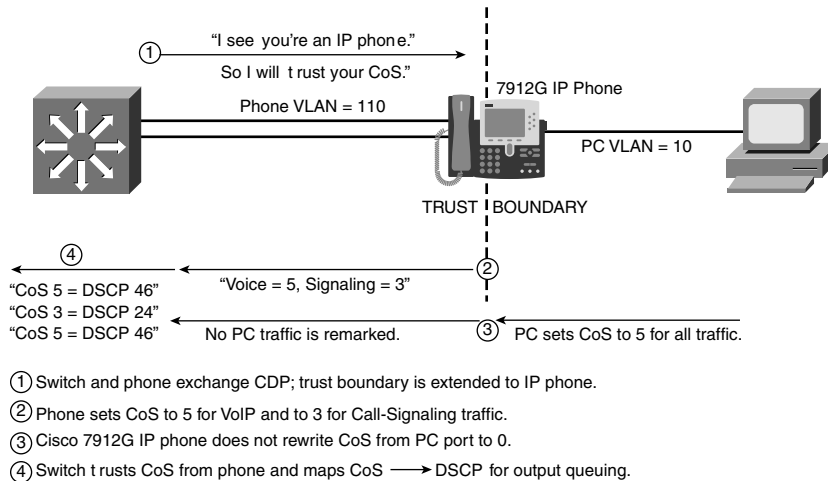 ① "I see you're an IP phone."
So I will t rust your CoS."
7912G IP Phone
Phone VLAN = 110
PC VLAN = 10
TRUST BOUNDARY
④
②
"Voice = 5, Signaling = 3"
"CoS 5 = DSCP 46"
"CoS 3 = DSCP 24"
"CoS 5 = DSCP 46"
No PC traffic is remarked.
③
PC sets CoS to 5 for all traffic.
① Switch and phone exchange CDP; trust boundary is extended to IP phone.
② Phone sets CoS to 5 for VoIP and to 3 for Call-Signaling traffic.
③ Cisco 7912G IP phone does not rewrite CoS from PC port to 0.
④ Switch t rusts CoS from phone and maps CoS → DSCP for output queuing.